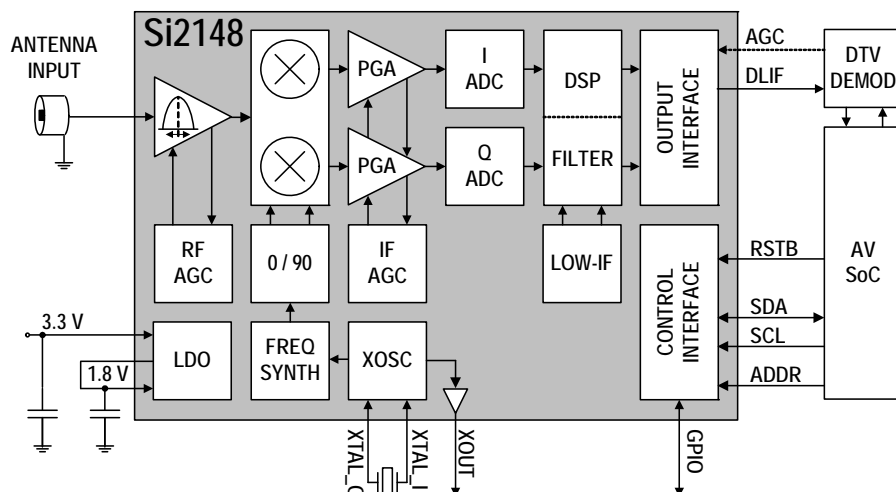 Si2148
ANTENNA
INPUT
PGA
PGA
I
ADC
Q
ADC
DSP
FILTER
OUTPUT
INTERFACE
AGC
DLIF
DTV
DEMOD
RF
AGC
0 / 90
IF
AGC
LOW-IF
CONTROL
INTERFACE
RSTB
SDA
SCL
ADDR
AV
SoC
3.3 V
1.8 V
LDO
FREQ
SYNTH
XOSC
XTAL_I
XOUT
GPIO